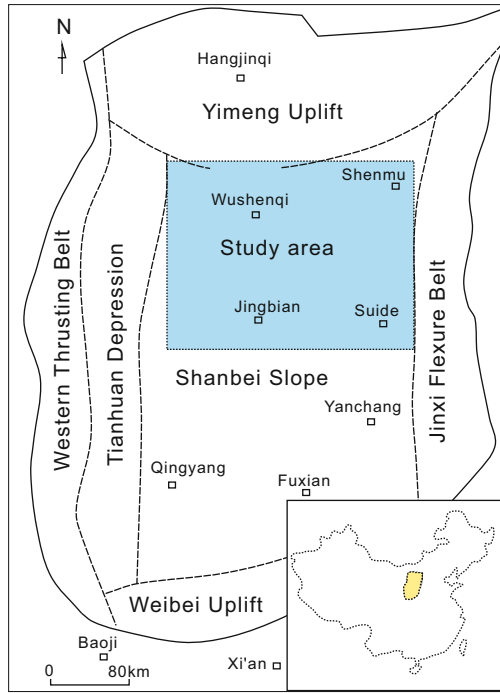 N
Hangjinqi
Yimeng Uplift
Shenmu
Wushenqi
Study area
Western Thrusting Belt
Tianhuan Depression
Jinxi Flexure Belt
Jingbian
Suide
Shanbei Slope
Yanchang
Qingyang
Fuxian
Weibei Uplift
Baoji
Xi'an
0 80km